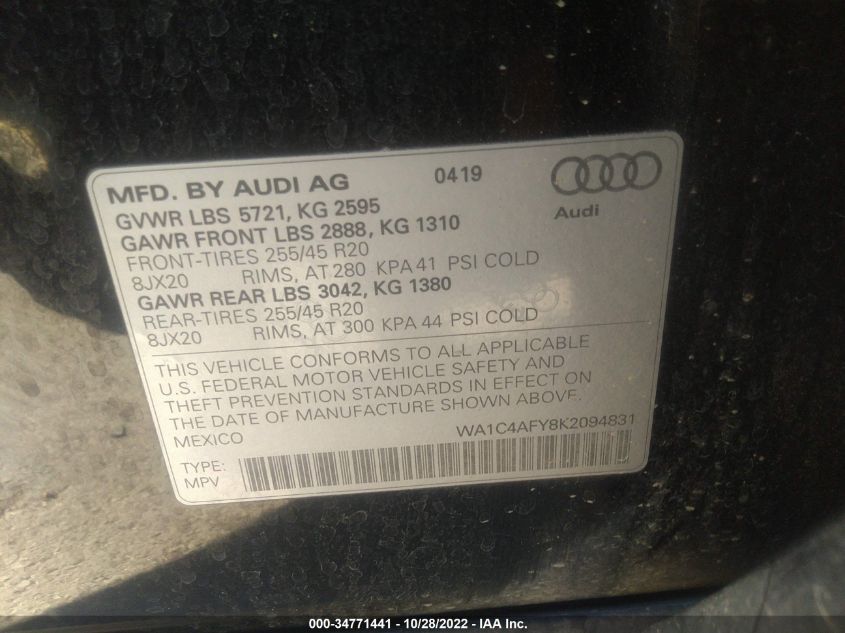 MFD. BY AUDI AG 0419
Audi
GVWR LBS 5721, KG 2595
GAWR FRONT LBS 2888, KG 1310
FRONT-TIRES 255/45 R20
8JX20 RIMS, AT 280 KPA 41 PSI COLD
GAWR REAR LBS 3042, KG 1380
REAR-TIRES 255/45 R20
8JX20 RIMS, AT 300 KPA 44 PSI COLD
THIS VEHICLE CONFORMS TO ALL APPLICABLE
U.S. FEDERAL MOTOR VEHICLE SAFETY AND
THEFT PREVENTION STANDARDS IN EFFECT ON
THE DATE OF MANUFACTURE SHOWN ABOVE.
MEXICO WA1C4AFY8K2094831
TYPE:
MPV
000-34771441 - 10/28/2022 - IAA Inc.